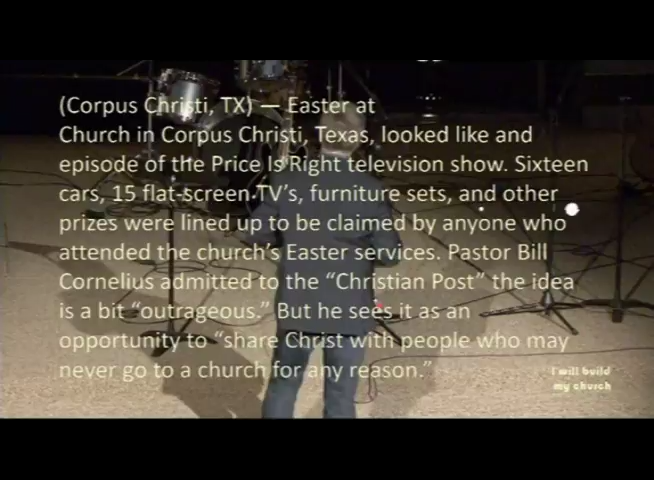 (Corpus Christi, TX) — Easter at
Church in Corpus Christi, Texas, looked like and
episode of the Price Is Right television show. Sixteen
cars, 15 flat-screen TV's, furniture sets, and other
prizes were lined up to be claimed by anyone who
attended the church's Easter services. Pastor Bill
Cornelius admitted to the “Christian Post” the idea
is a bit “outrageous.” But he sees it as an
opportunity to “share Christ with people who may
never go to a church for any reason.”
I will build
my church